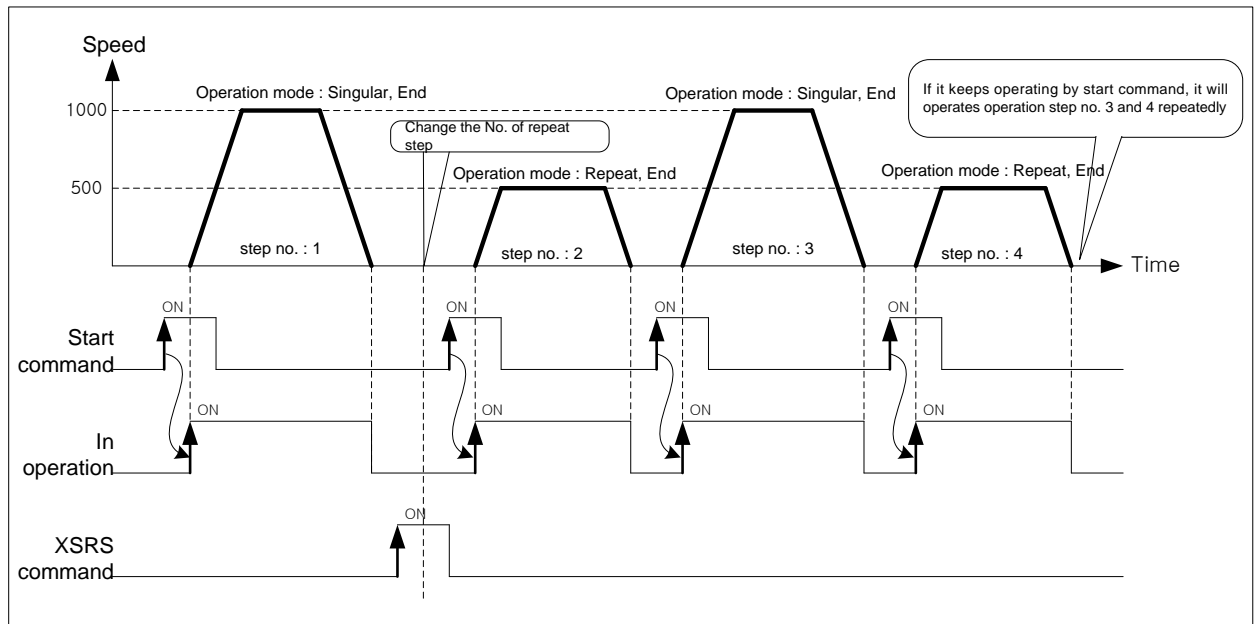 Speed
Operation mode : Singular, End
Operation mode : Singular, End
If it keeps operating by start command, it will
operates operation step no. 3 and 4 repeatedly
1000
Change the No. of repeat
step
Operation mode : Repeat, End
Operation mode : Repeat, End
500
step no. : 1
step no. : 2
step no. : 3
step no. : 4
Time
ON
ON
ON
ON
Start
command
ON
ON
ON
ON
In
operation
ON
XSRS
command